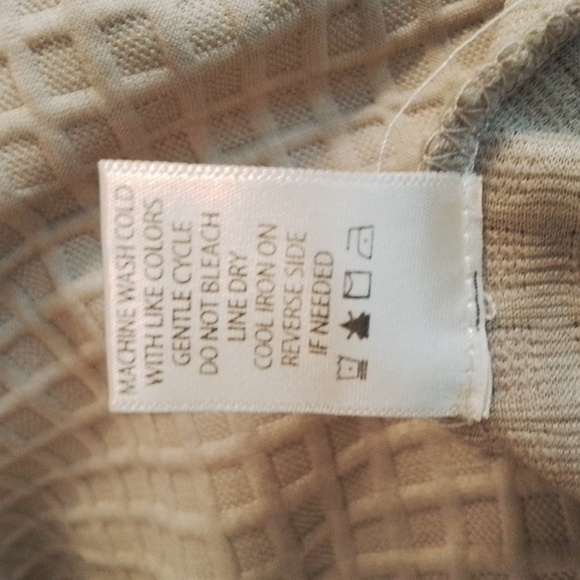 MACHINE WASH COLD
WITH LIKE COLORS
GENTLE CYCLE
DO NOT BLEACH
LINE DRY
COOL IRON ON
REVERSE SIDE
IF NEEDED